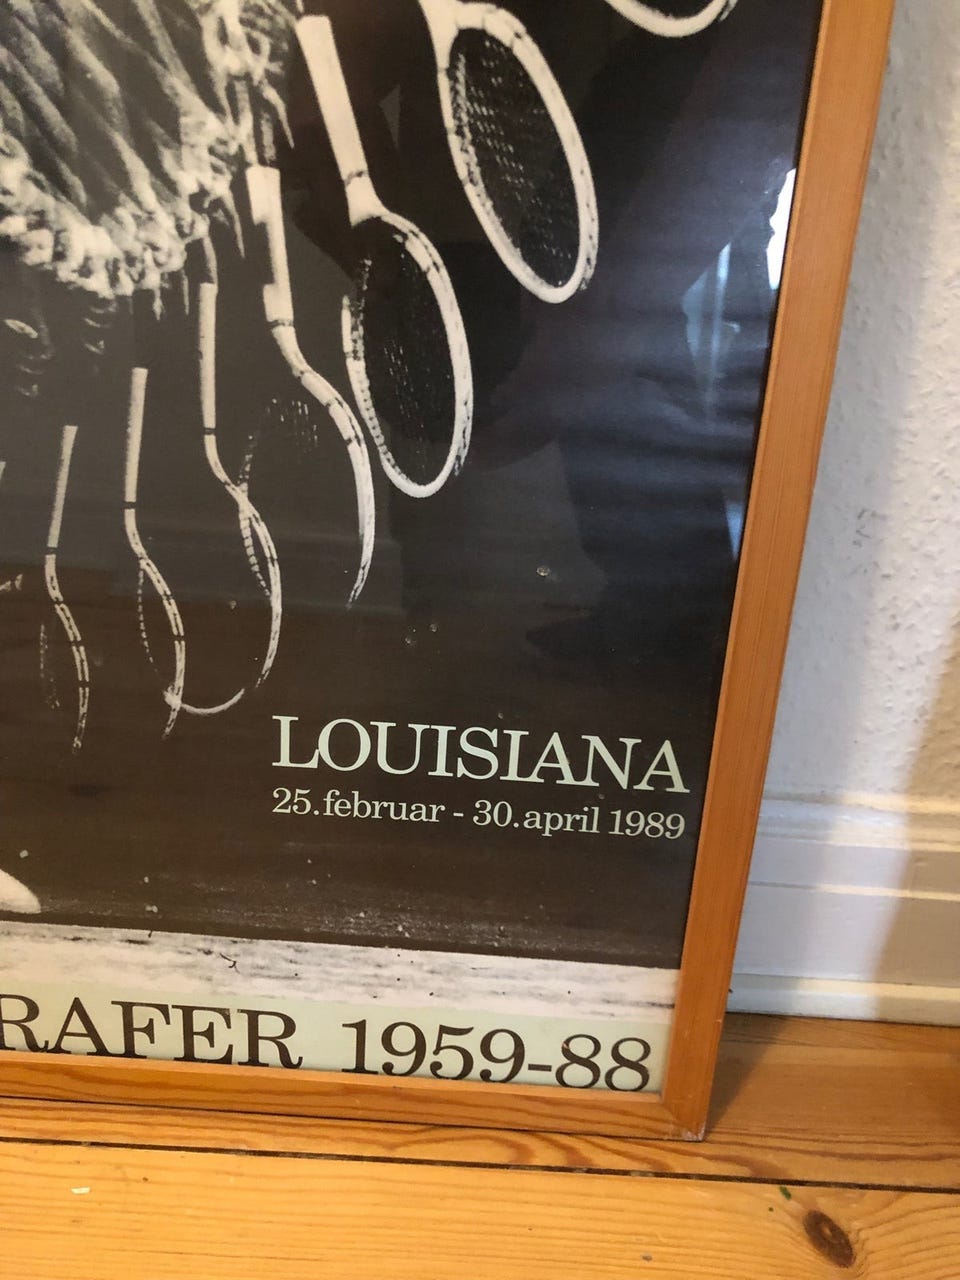 LOUISIANA
25. februar - 30. april 1989
RAFER 1959-88